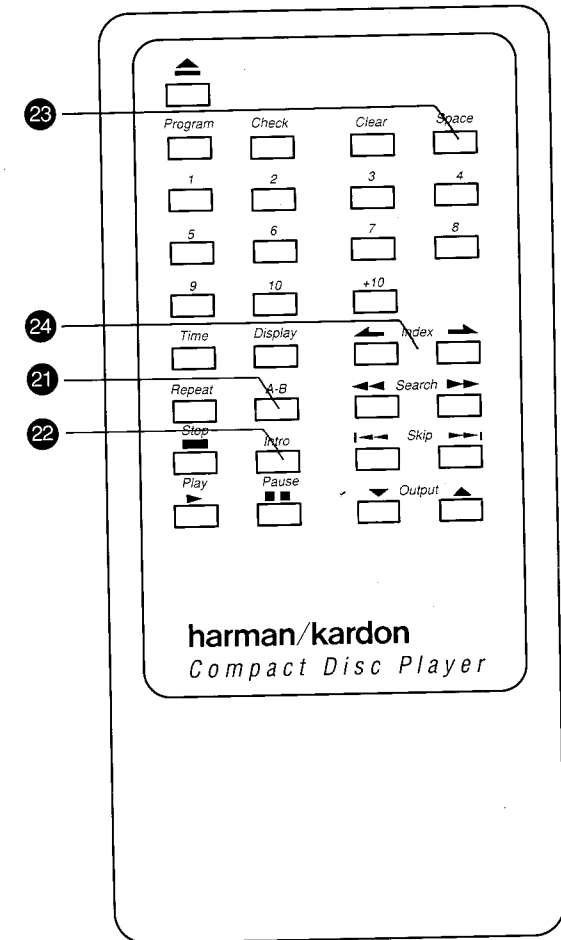 23
Program Check Clear Space
1 2 3 4
5 6 7 8
9 10 +10
24
Time Display Index
21
Repeat A-B Search
22
Stop Intro Skip
Play Pause Output
harman/kardon
Compact Disc Player